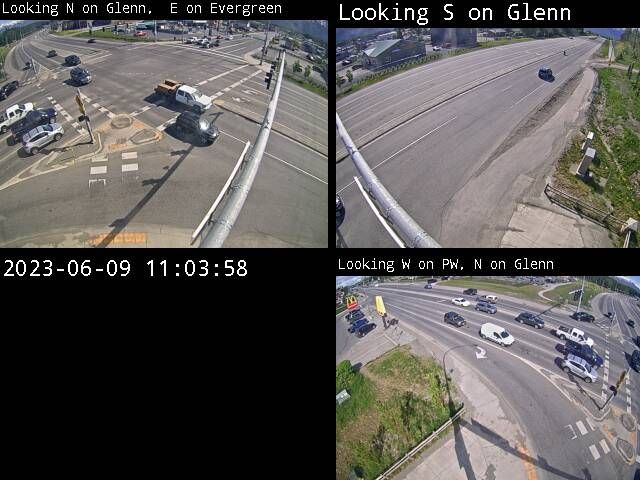 Looking N on Glenn,  E on Evergreen
Looking S on Glenn
2023-06-09 11:03:58
Looking W on PW, N on Glenn